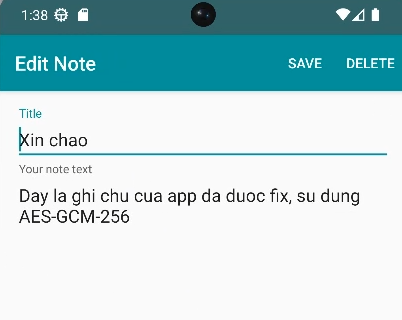 1:38
Edit Note
SAVE
DELETE
Title
Xin chao
Your note text
Day la ghi chu cua app da duoc fix, su dung
AES-GCM-256